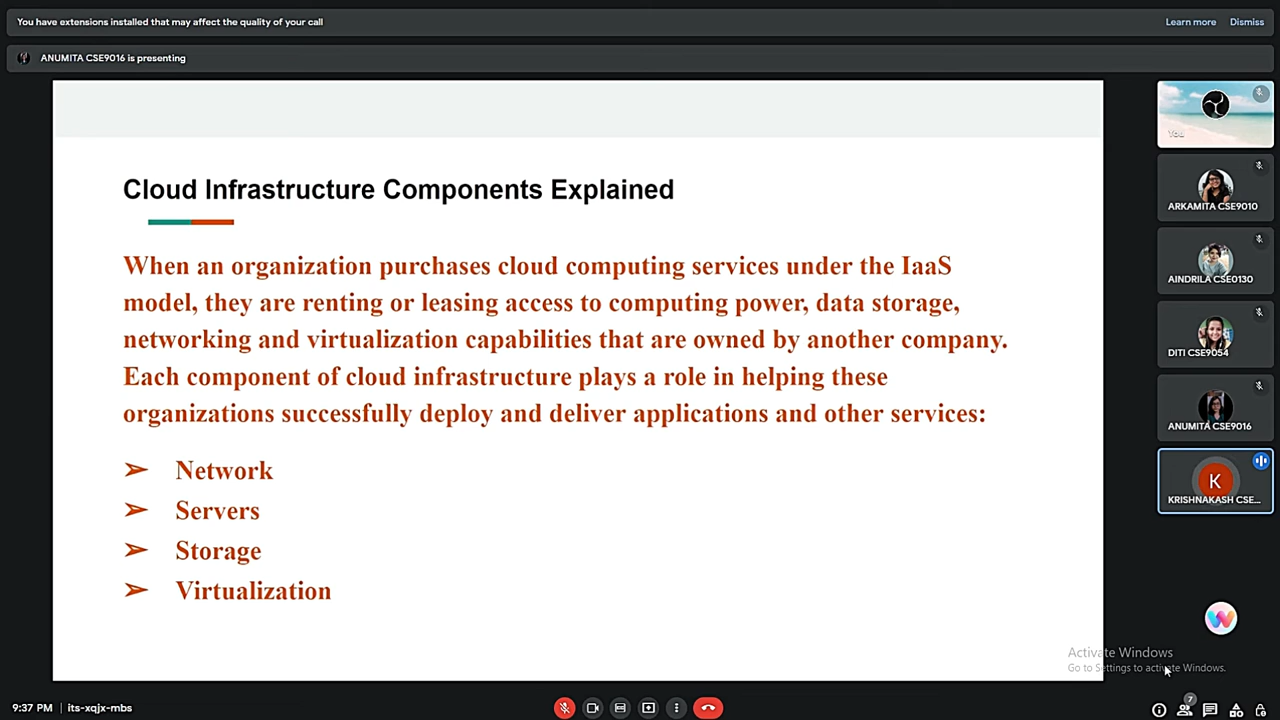 You have extensions installed that may affect the quality of your call
Learn more
Dismiss
ANUMITA CSE9016 is presenting
Cloud Infrastructure Components Explained
When an organization purchases cloud computing services under the IaaS
model, they are renting or leasing access to computing power, data storage,
networking and virtualization capabilities that are owned by another company.
Each component of cloud infrastructure plays a role in helping these
organizations successfully deploy and deliver applications and other services:
➢ Network
➢ Servers
➢ Storage
➢ Virtualization
You
ARKAMITA CSE9010
AINDRILA CSE0130
DITI CSE9054
ANUMITA CSE9016
K
KRISHNAKASH CSE...
W
Activate Windows
Go to Settings to activate Windows.
9:37 PM | its-xqjx-mbs
7